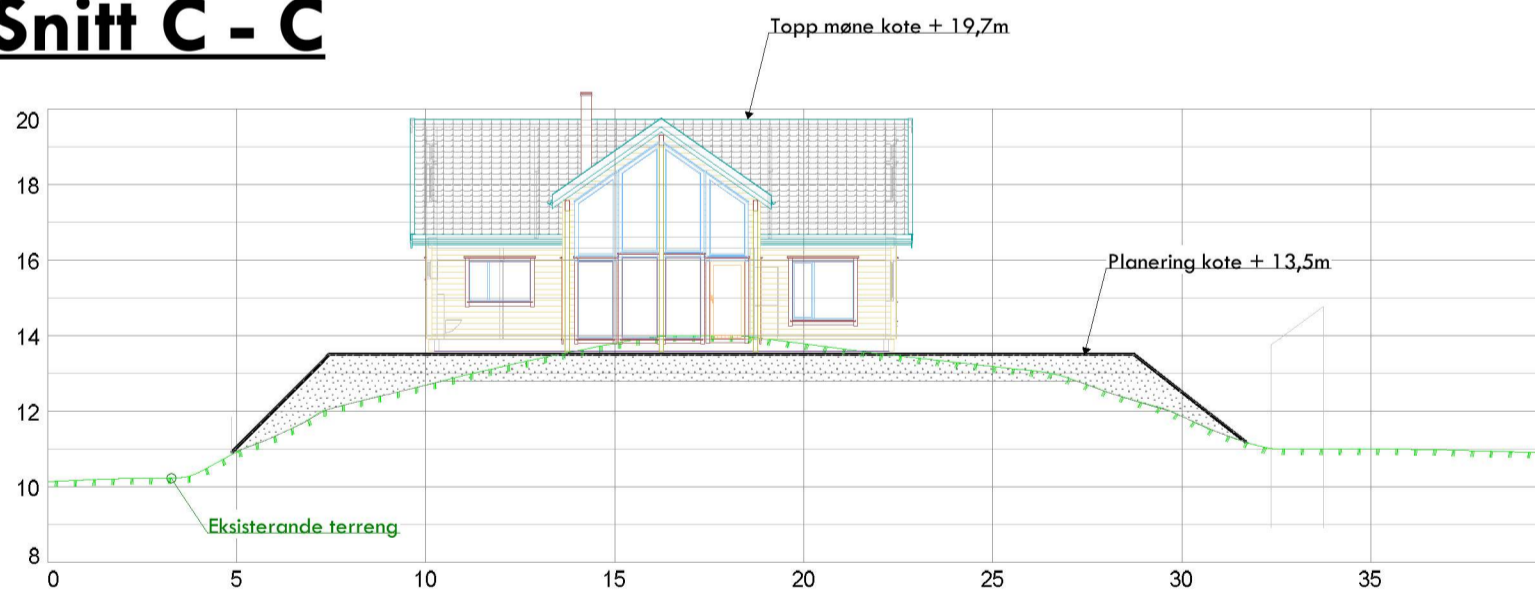 Snitt C - C
Topp møne kote + 19,7m
20
18
16
Planering kote + 13,5m
14
12
10
Eksisterande terreng
8
0 5 10 15 20 25 30 35